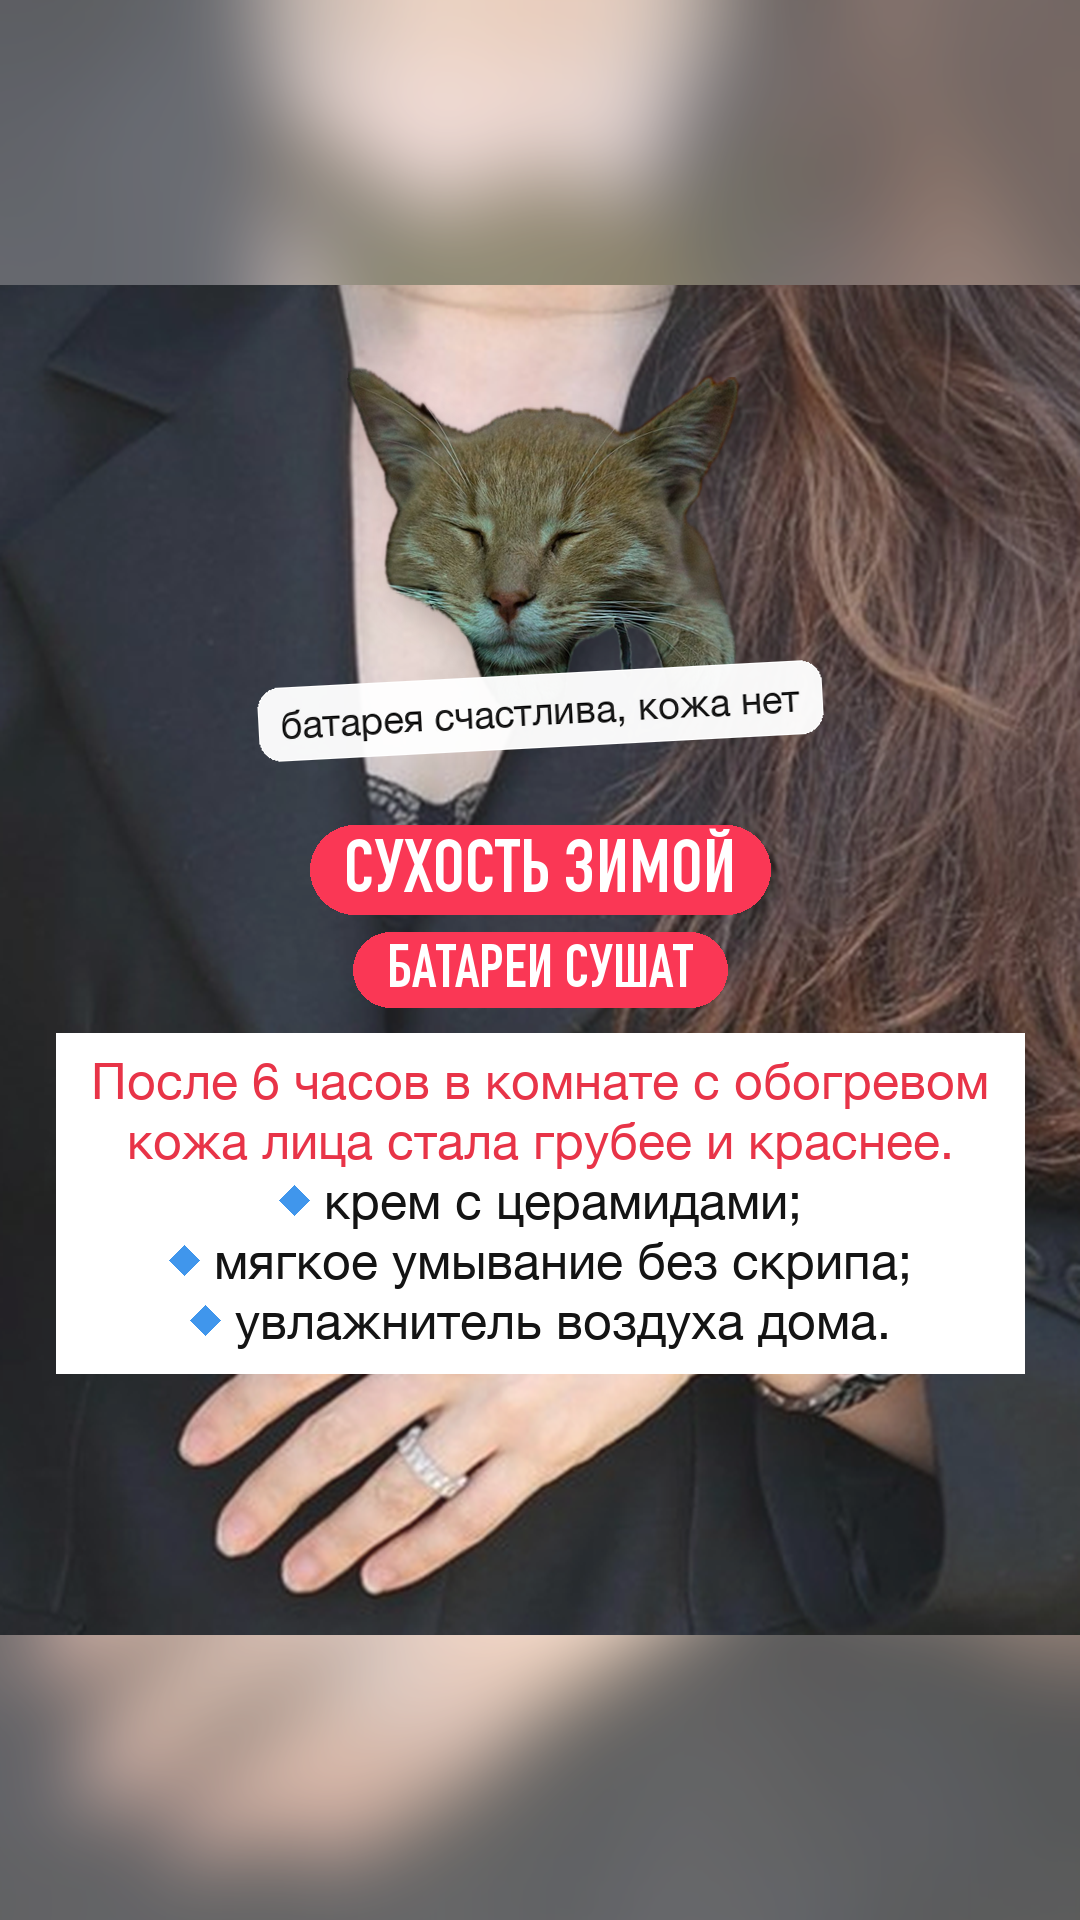 батарея счастлива, кожа нет
СУХОСТЬ ЗИМОЙ
БАТАРЕИ СУШАТ
После 6 часов в комнате с обогревом
кожа лица стала грубее и краснее.
🔹 крем с церамидами;
🔹 мягкое умывание без скрипа;
🔹 увлажнитель воздуха дома.